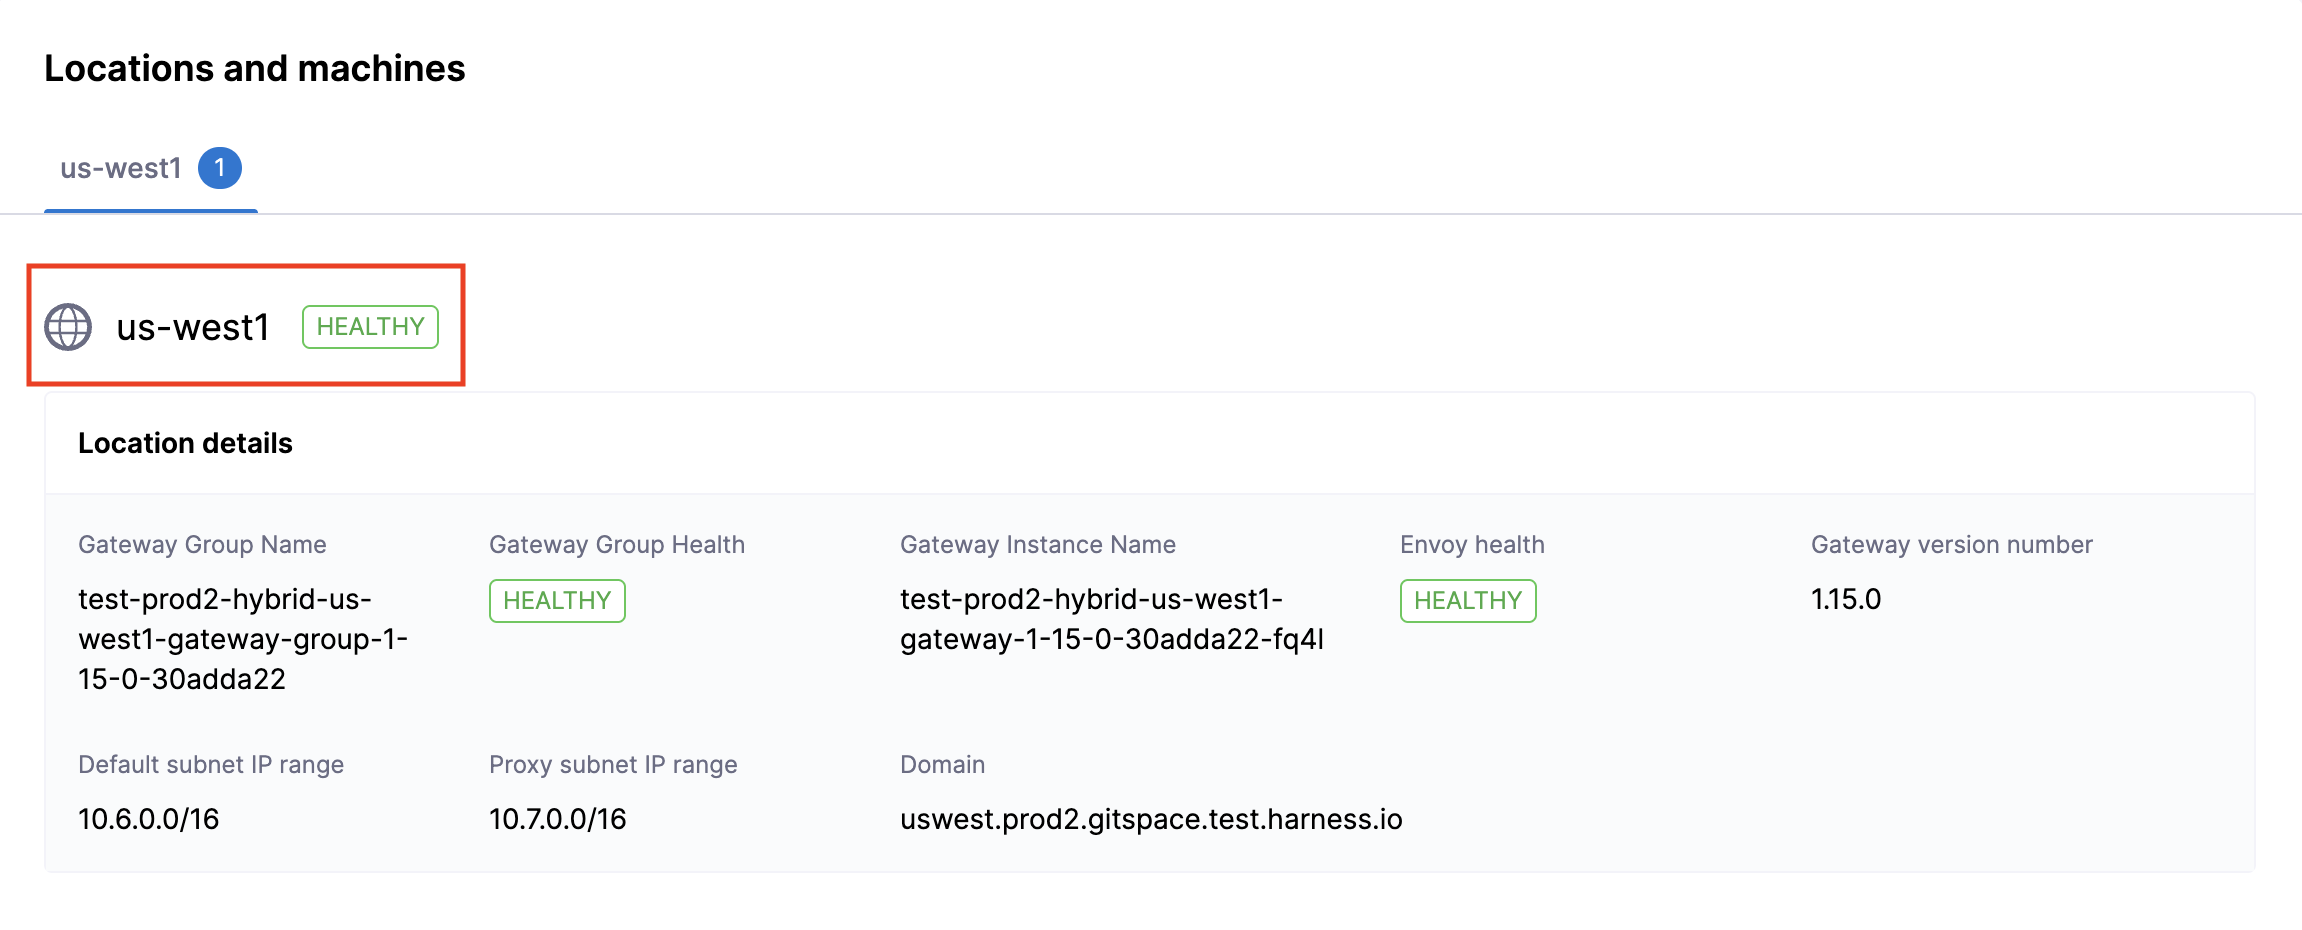 Locations and machines
us-west1 1
us-west1 HEALTHY
Location details
Gateway Group Name
test-prod2-hybrid-us-
west1-gateway-group-1-
15-0-30adda22
Gateway Group Health
HEALTHY
Gateway Instance Name
test-prod2-hybrid-us-west1-
gateway-1-15-0-30adda22-fq4l
Envoy health
HEALTHY
Gateway version number
1.15.0
Default subnet IP range
10.6.0.0/16
Proxy subnet IP range
10.7.0.0/16
Domain
uswest.prod2.gitspace.test.harness.io